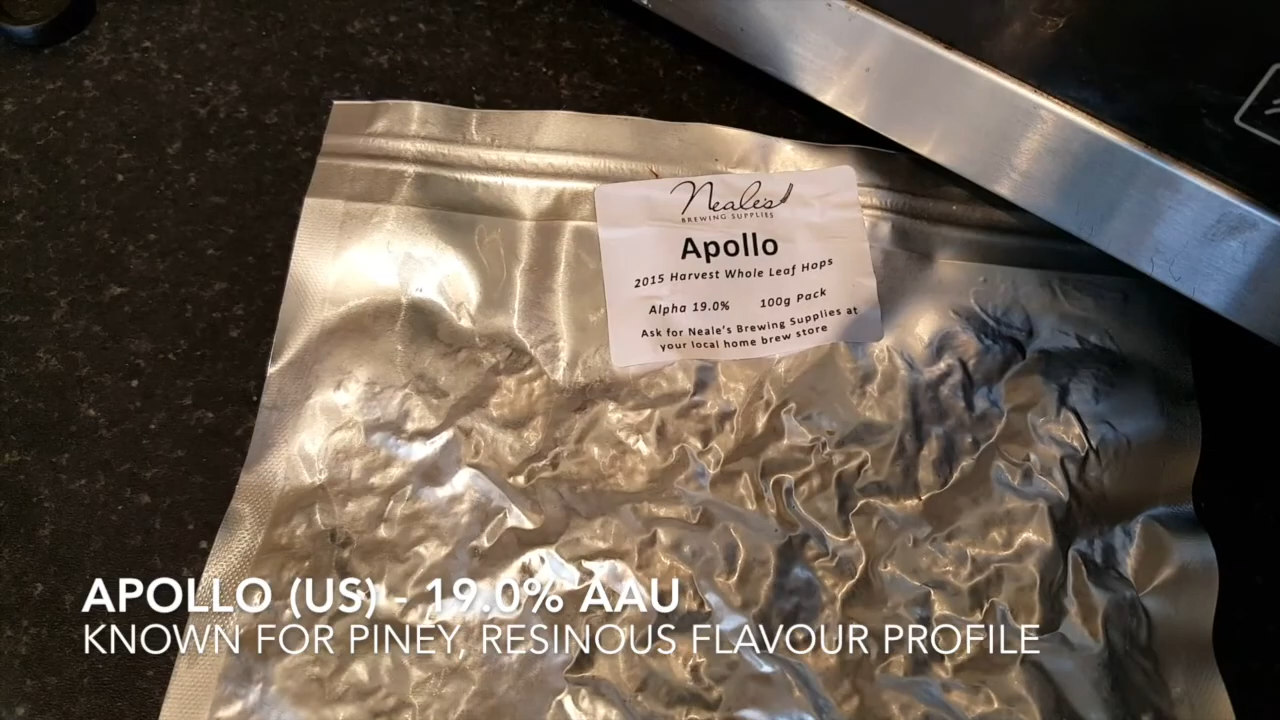 Neale's
BREWING SUPPLIES
Apollo
2015 Harvest Whole Leaf Hops
Alpha 19.0% 100g Pack
Ask for Neale's Brewing Supplies at
your local home brew store
APOLLO (US) - 19.0% AAU
KNOWN FOR PINEY, RESINOUS FLAVOUR PROFILE